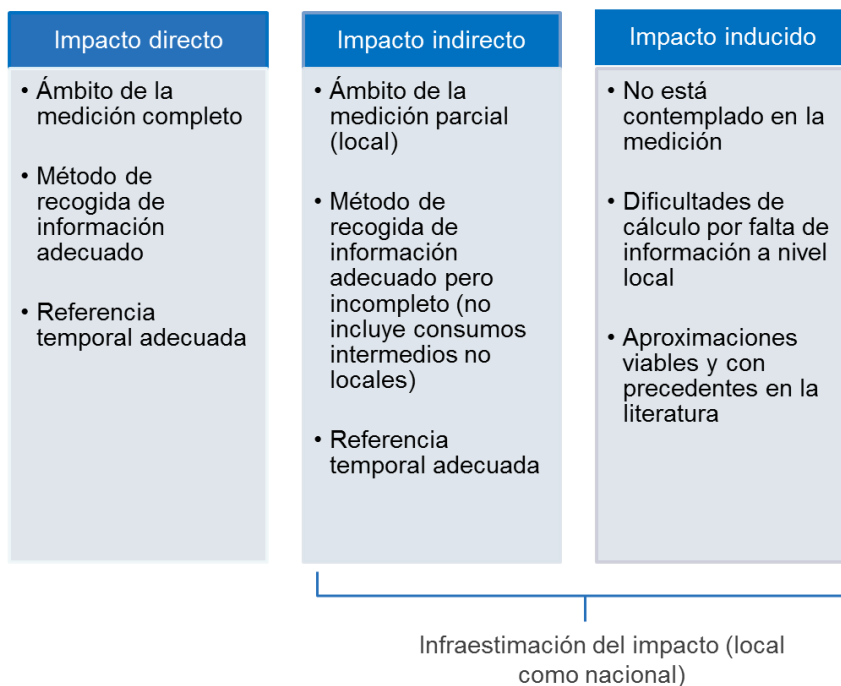 Impacto directo
• Ámbito de la
medición completo
• Método de
recogida de
información
adecuado
• Referencia
temporal adecuada
Impacto indirecto
• Ámbito de la
medición parcial
(local)
• Método de
recogida de
información
adecuado pero
incompleto (no
incluye consumos
intermedios no
locales)
• Referencia
temporal adecuada
Impacto inducido
• No está
contemplado en la
medición
• Dificultades de
cálculo por falta de
información a nivel
local
• Aproximaciones
viables y con
precedentes en la
literatura
Infraestimación del impacto (local
como nacional)